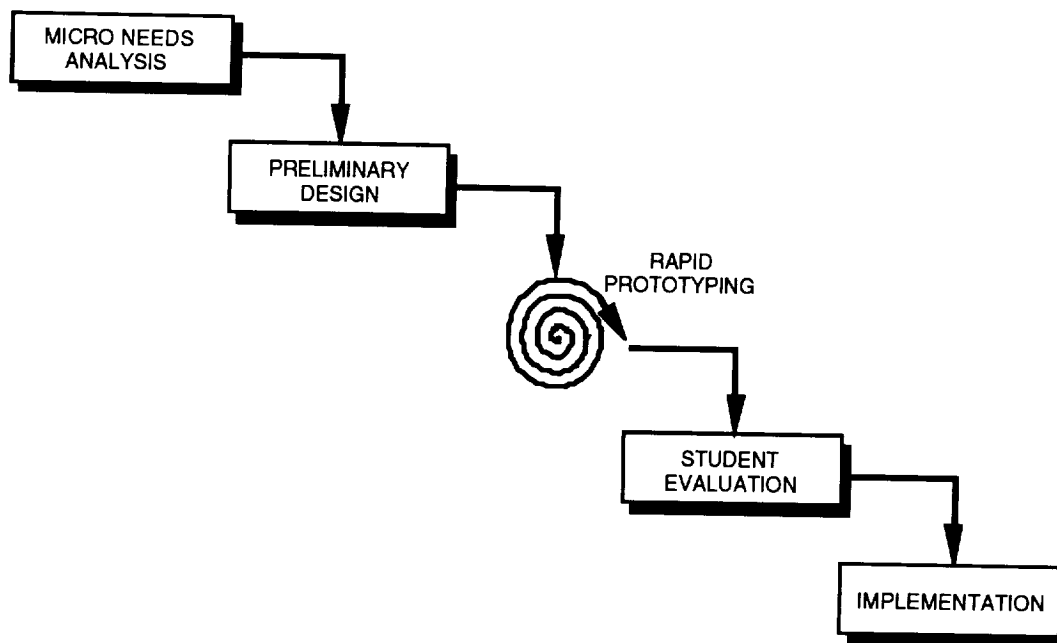 MICRO NEEDS
ANALYSIS
PRELIMINARY
DESIGN
RAPID
PROTOTYPING
STUDENT
EVALUATION
IMPLEMENTATION